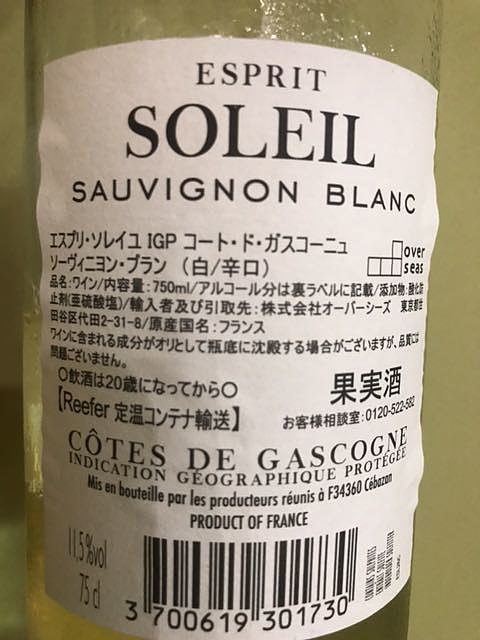 ESPRIT
SOLEIL
SAUVIGNON BLANC
エスプリ・ソレイユ IGP コート・ド・ガスコーニュ
ソーヴィニヨン・ブラン (白/辛口)
over
seas
品名:ワイン/内容量:750ml/アルコール分は裏ラベルに記載/添加物:酸化防
止剤(亜硫酸塩)/輸入者及び引取先:株式会社オーバーシーズ 東京都世
田谷区代田2-31-8/原産国名:フランス
ワインに含まれる成分がオリとして瓶底に沈殿する場合がございますが、品質には
問題ございません。
○飲酒は20歳になってから○
果実酒
【Reefer 定温コンテナ輸送】
お客様相談室:0120-522-582
CÔTES DE GASCOGNE
INDICATION GÉOGRAPHIQUE PROTÉGÉE
Mis en bouteille par les producteurs réunis à F34360 Cébazan
PRODUCT OF FRANCE
11,5%vol
75 cl
3 700619 301730
CONTAINS SULPHITES